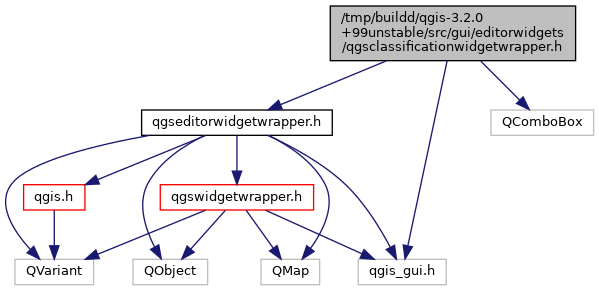 /tmp/buildd/qgis-3.2.0
+99unstable/src/gui/editorwidgets
/qgsclassificationwidgetwrapper.h
qgseditorwidgetwrapper.h
QComboBox
qgis.h
qgswidgetwrapper.h
QVariant
QObject
QMap
qgis_gui.h